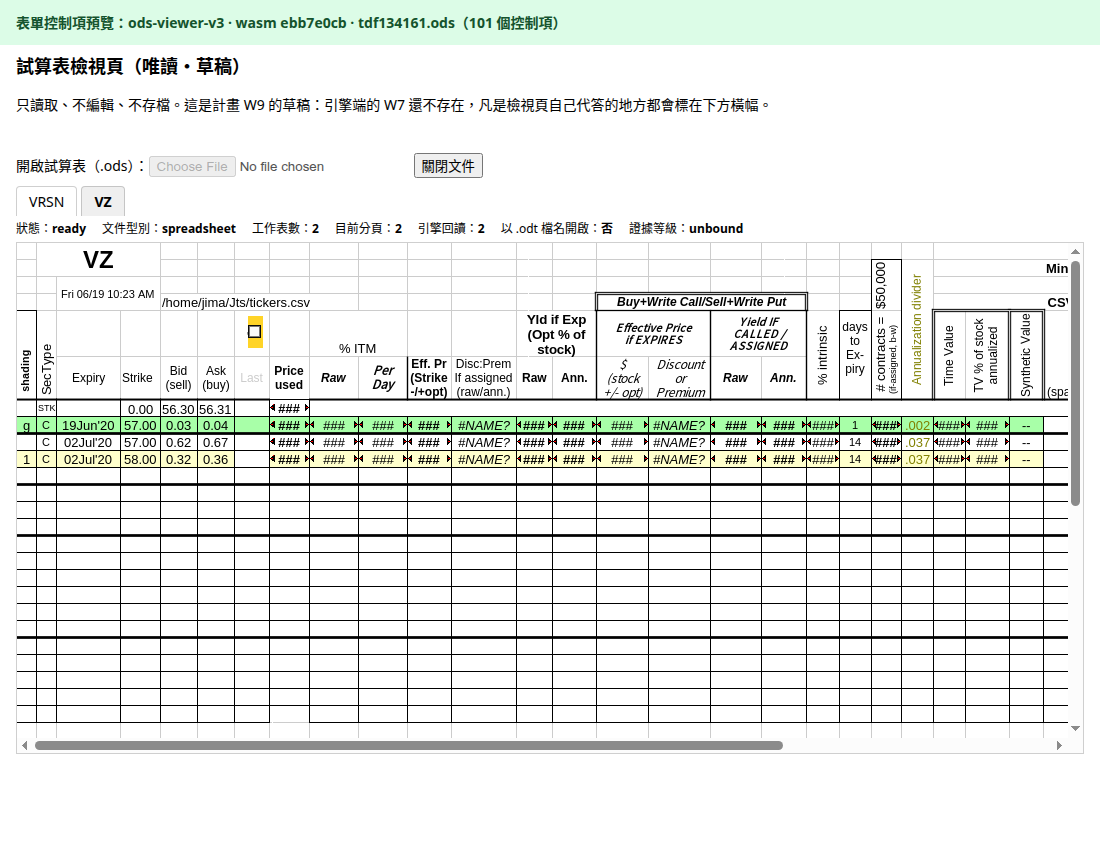 表單控制項預覽：ods-viewer-v3 · wasm ebb7e0cb · tdf134161.ods（101 個控制項）
試算表檢視頁（唯讀・草稿）
只讀取、不編輯、不存檔。這是計畫 W9 的草稿：引擎端的 W7 還不存在，凡是檢視頁自己代答的地方都會標在下方橫幅。
開啟試算表（.ods）： Choose File No file chosen 關閉文件
VRSN VZ
狀態：ready 文件型別：spreadsheet 工作表數：2 目前分頁：2 引擎回讀：2 以 .odt 檔名開啟：否 證據等級：unbound
VZ
Min
Fri 06/19 10:23 AM
/home/jima/Jts/tickers.csv
Buy+Write Call/Sell+Write Put
CSV
shading
SecType
Expiry
Strike
Bid (sell)
Ask (buy)
Last
Price used
% ITM
Raw
Per Day
Eff. Pr (Strike -/+opt)
Disc:Prem If assigned (raw/ann.)
Yld if Exp (Opt % of stock)
Raw
Ann.
Effective Price if EXPIRES
$ (stock +/- opt)
Discount or Premium
Yield IF CALLED / ASSIGNED
Raw
Ann.
% intrinsic
days to Ex- piry
# contracts = $50,000
(if-assigned, b-w)
Annualization divider
Time Value
TV % of stock annualized
Synthetic Value
(spa
STK 0.00 56.30 56.31 ###
g C 19Jun'20 57.00 0.03 0.04 ### ### ### ### #NAME? ### ### ### #NAME? ### ### ### 1 ### .002 ### ### --
C 02Jul'20 57.00 0.62 0.67 ### ### ### ### #NAME? ### ### ### #NAME? ### ### ### 14 ### .037 ### ### --
1 C 02Jul'20 58.00 0.32 0.36 ### ### ### ### #NAME? ### ### ### #NAME? ### ### ### 14 ### .037 ### ### --